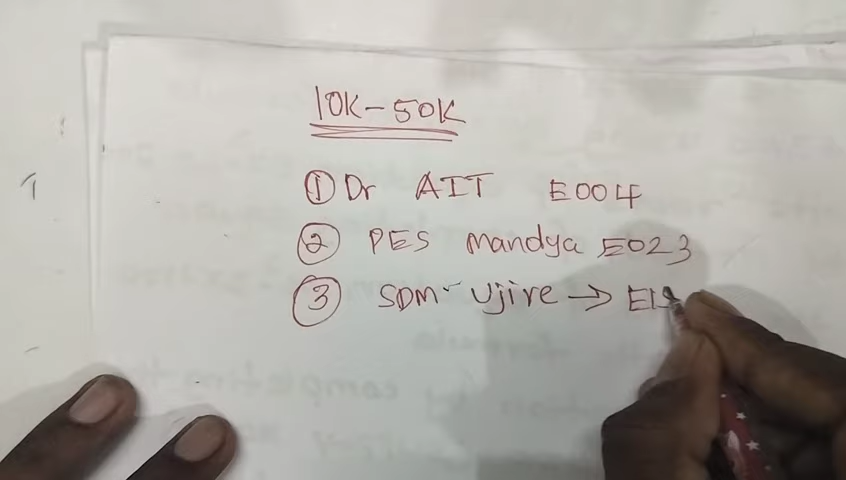 10K-50K
① Dr AIT E004
② PES Mandya E023
③ SDM - Ujire →